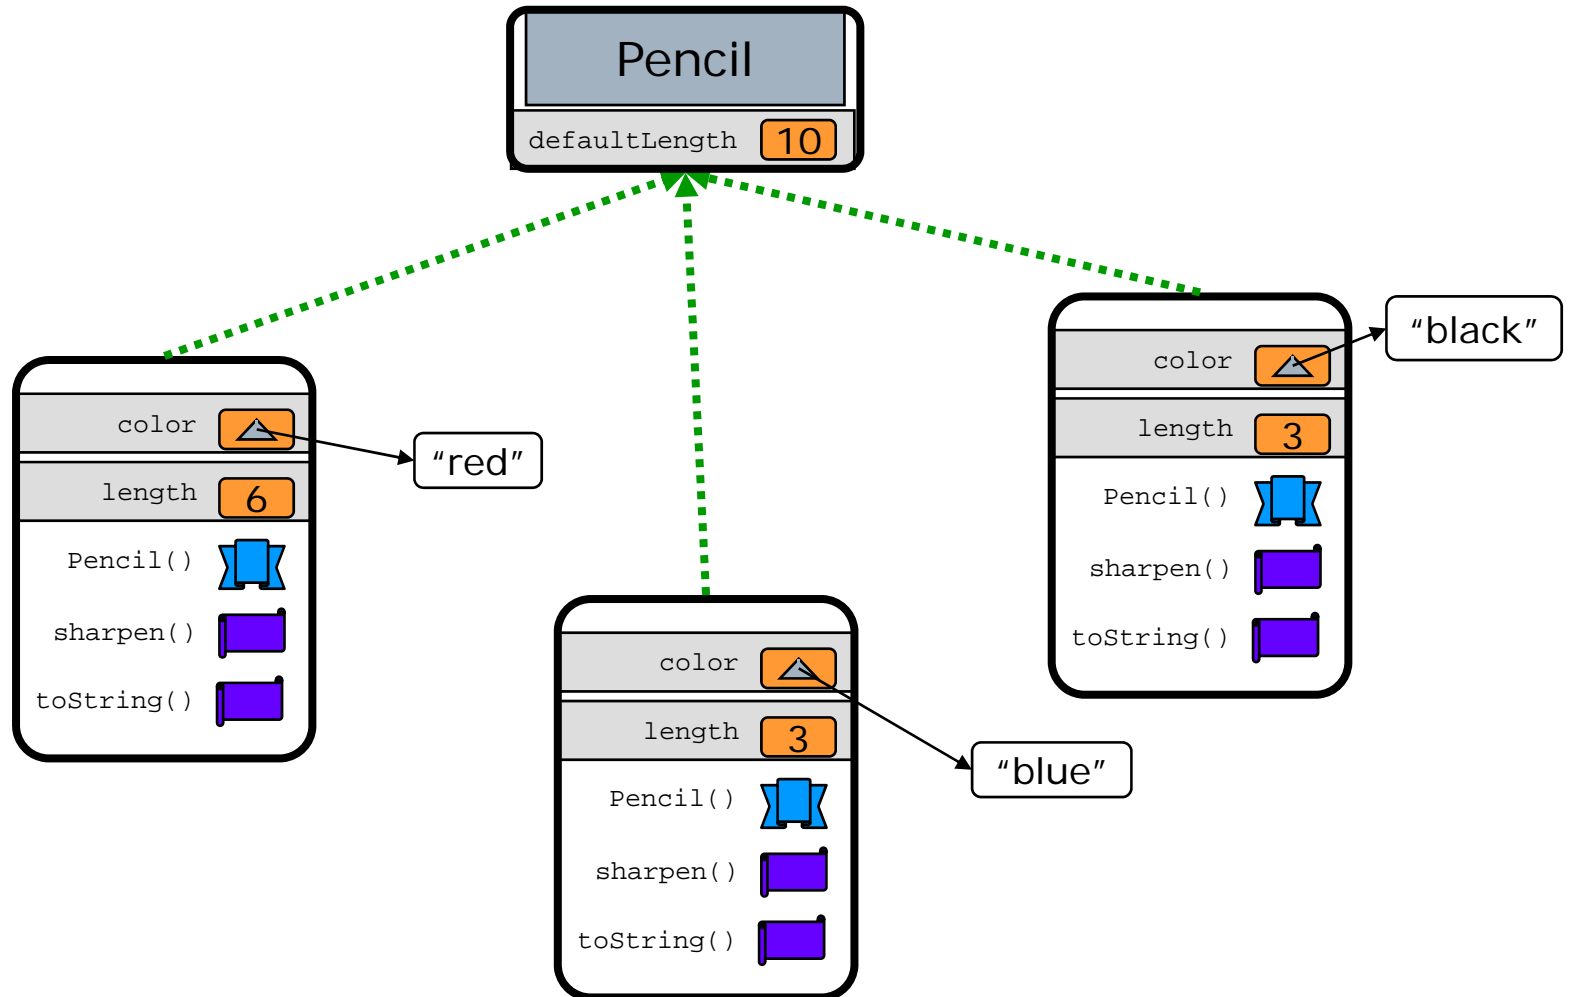 Pencil
defaultLength 10
color
“red”
length 6
Pencil()
sharpen()
toString()
color
“blue”
length 3
Pencil()
sharpen()
toString()
color
“black”
length 3
Pencil()
sharpen()
toString()